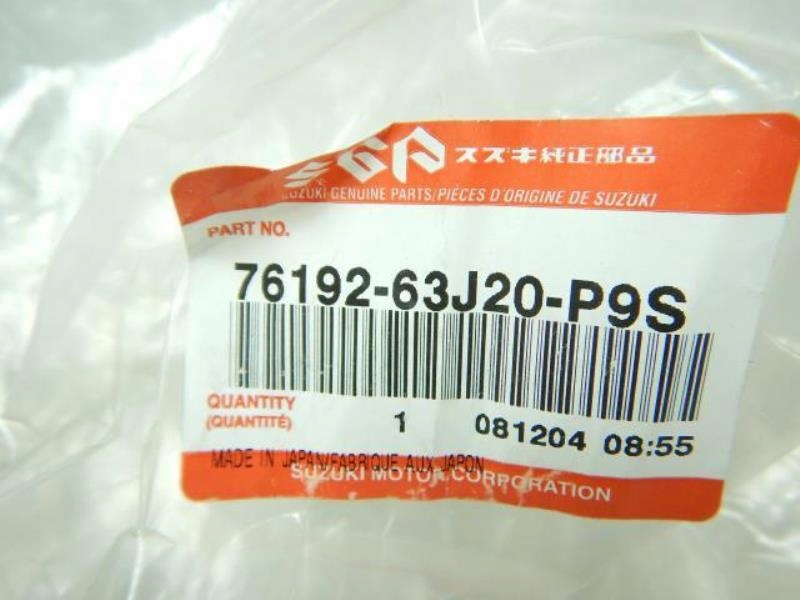 SGP スズキ純正部品
SUZUKI GENUINE PARTS/PIÈCES D'ORIGINE DE SUZUKI
PART NO.
76192-63J20-P9S
QUANTITY
(QUANTITÉ)
1
081204 08:55
MADE IN JAPAN/FABRIQUE AUX JAPON
SUZUKI MOTOR CORPORATION